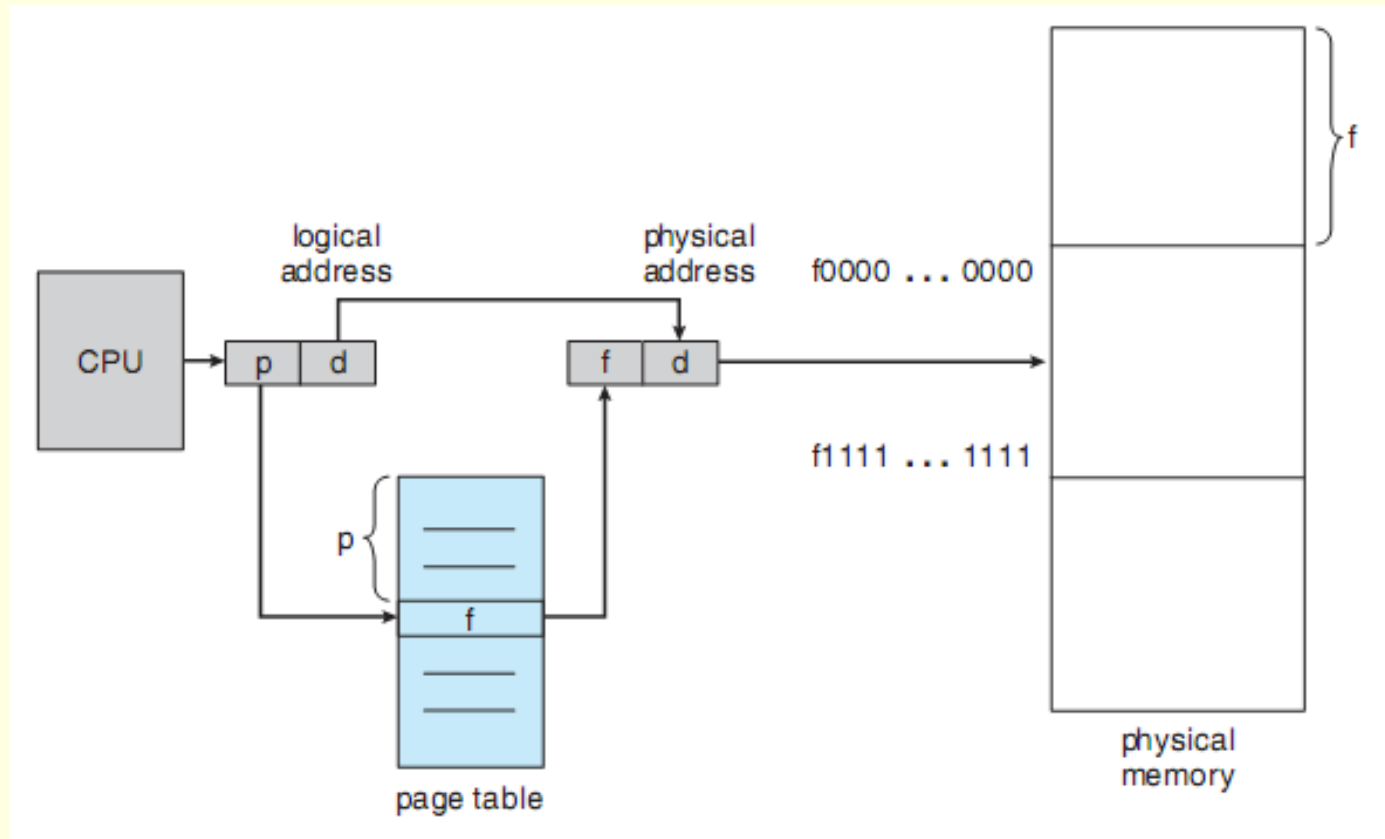 f
logical
address
physical
address
f0000 ... 0000
CPU
p d
f d
f1111 ... 1111
p
f
physical
memory
page table